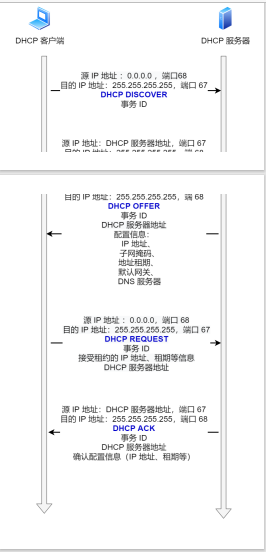 DHCP 客户端
DHCP 服务器
源 IP 地址 : 0.0.0.0 , 端口68
目的 IP 地址: 255.255.255.255, 端口 67
DHCP DISCOVER
事务 ID
源 IP 地址: DHCP 服务器地址, 端口 67
目的 IP 地址: 255.255.255.255, 端 68
目的 IP 地址: 255.255.255.255, 端 68
DHCP OFFER
事务 ID
DHCP 服务器地址
配置信息:
IP 地址、
子网掩码、
地址租期、
默认网关、
DNS 服务器
源 IP 地址 : 0.0.0.0, 端口 68
目的 IP 地址: 255.255.255.255, 端口 67
DHCP REQUEST
事务 ID
接受租约的 IP 地址、租期等信息
DHCP 服务器地址
源 IP 地址: DHCP 服务器地址, 端口 67
目的 IP 地址: 255.255.255.255, 端口 68
DHCP ACK
事务 ID
DHCP 服务器地址
确认配置信息（IP 地址、租期等）